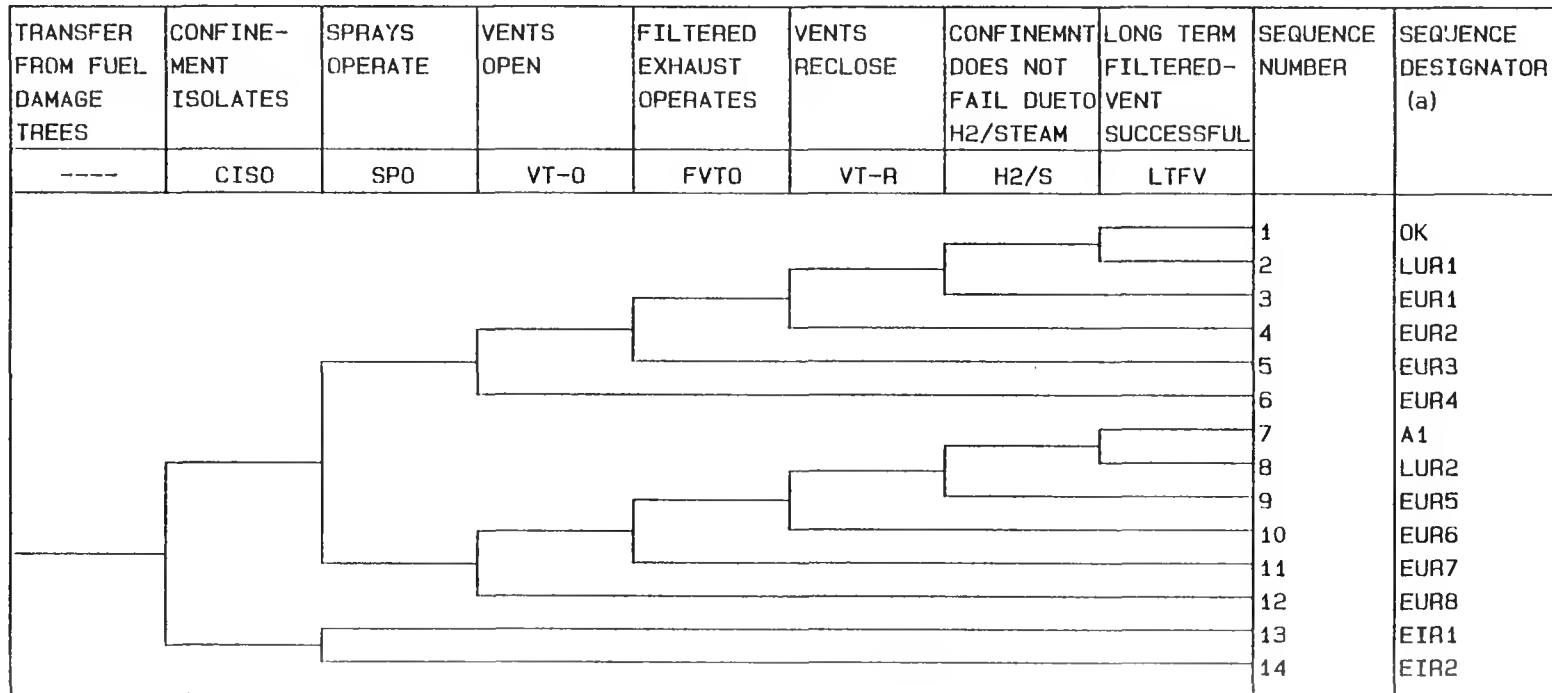 TRANSFER FROM FUEL DAMAGE TREES
CONFINE- MENT ISOLATES
SPRAYS OPERATE
VENTS OPEN
FILTERED EXHAUST OPERATES
VENTS RECLOSE
CONFINEMNT DOES NOT FAIL DUETO H2/STEAM
LONG TERM FILTERED- VENT SUCCESSFUL
SEQUENCE NUMBER
SEQUENCE DESIGNATOR (a)
---- CISO SPO VT-O FVTO VT-R H2/S LTFV
1 OK
2 LUR1
3 EUR1
4 EUR2
5 EUR3
6 EUR4
7 A1
8 LUR2
9 EUR5
10 EUR6
11 EUR7
12 EUR8
13 EIR1
14 EIR2